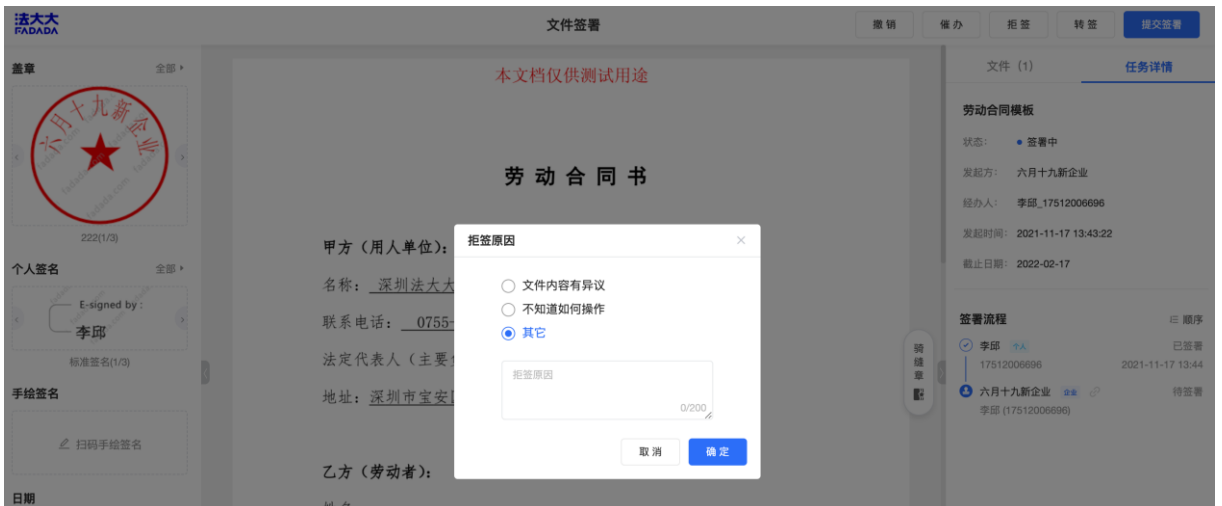 法大大
FADADA
文件签署
撤销
催办
拒签
转签
提交签署
盖章
全部
六月十九新企业
222(1/3)
个人签名
全部
E-signed by :
李邱
标准签名(1/3)
手绘签名
扫码手绘签名
日期
本文档仅供测试用途
劳动合同书
甲方（用人单位）：
名称： 深圳法大大
联系电话： 0755-
法定代表人（主要
地址：深圳市宝安
乙方（劳动者）：
拒签原因
文件内容有异议
不知道如何操作
其它
拒签原因
0/200
取消
确定
骑缝章
文件（1）
任务详情
劳动合同模板
状态： 签署中
发起方： 六月十九新企业
经办人： 李邱_17512006696
发起时间： 2021-11-17 13:43:22
截止日期： 2022-02-17
签署流程
顺序
李邱 个人 已签署
17512006696 2021-11-17 13:44
六月十九新企业 企业 待签署
李邱 (17512006696)